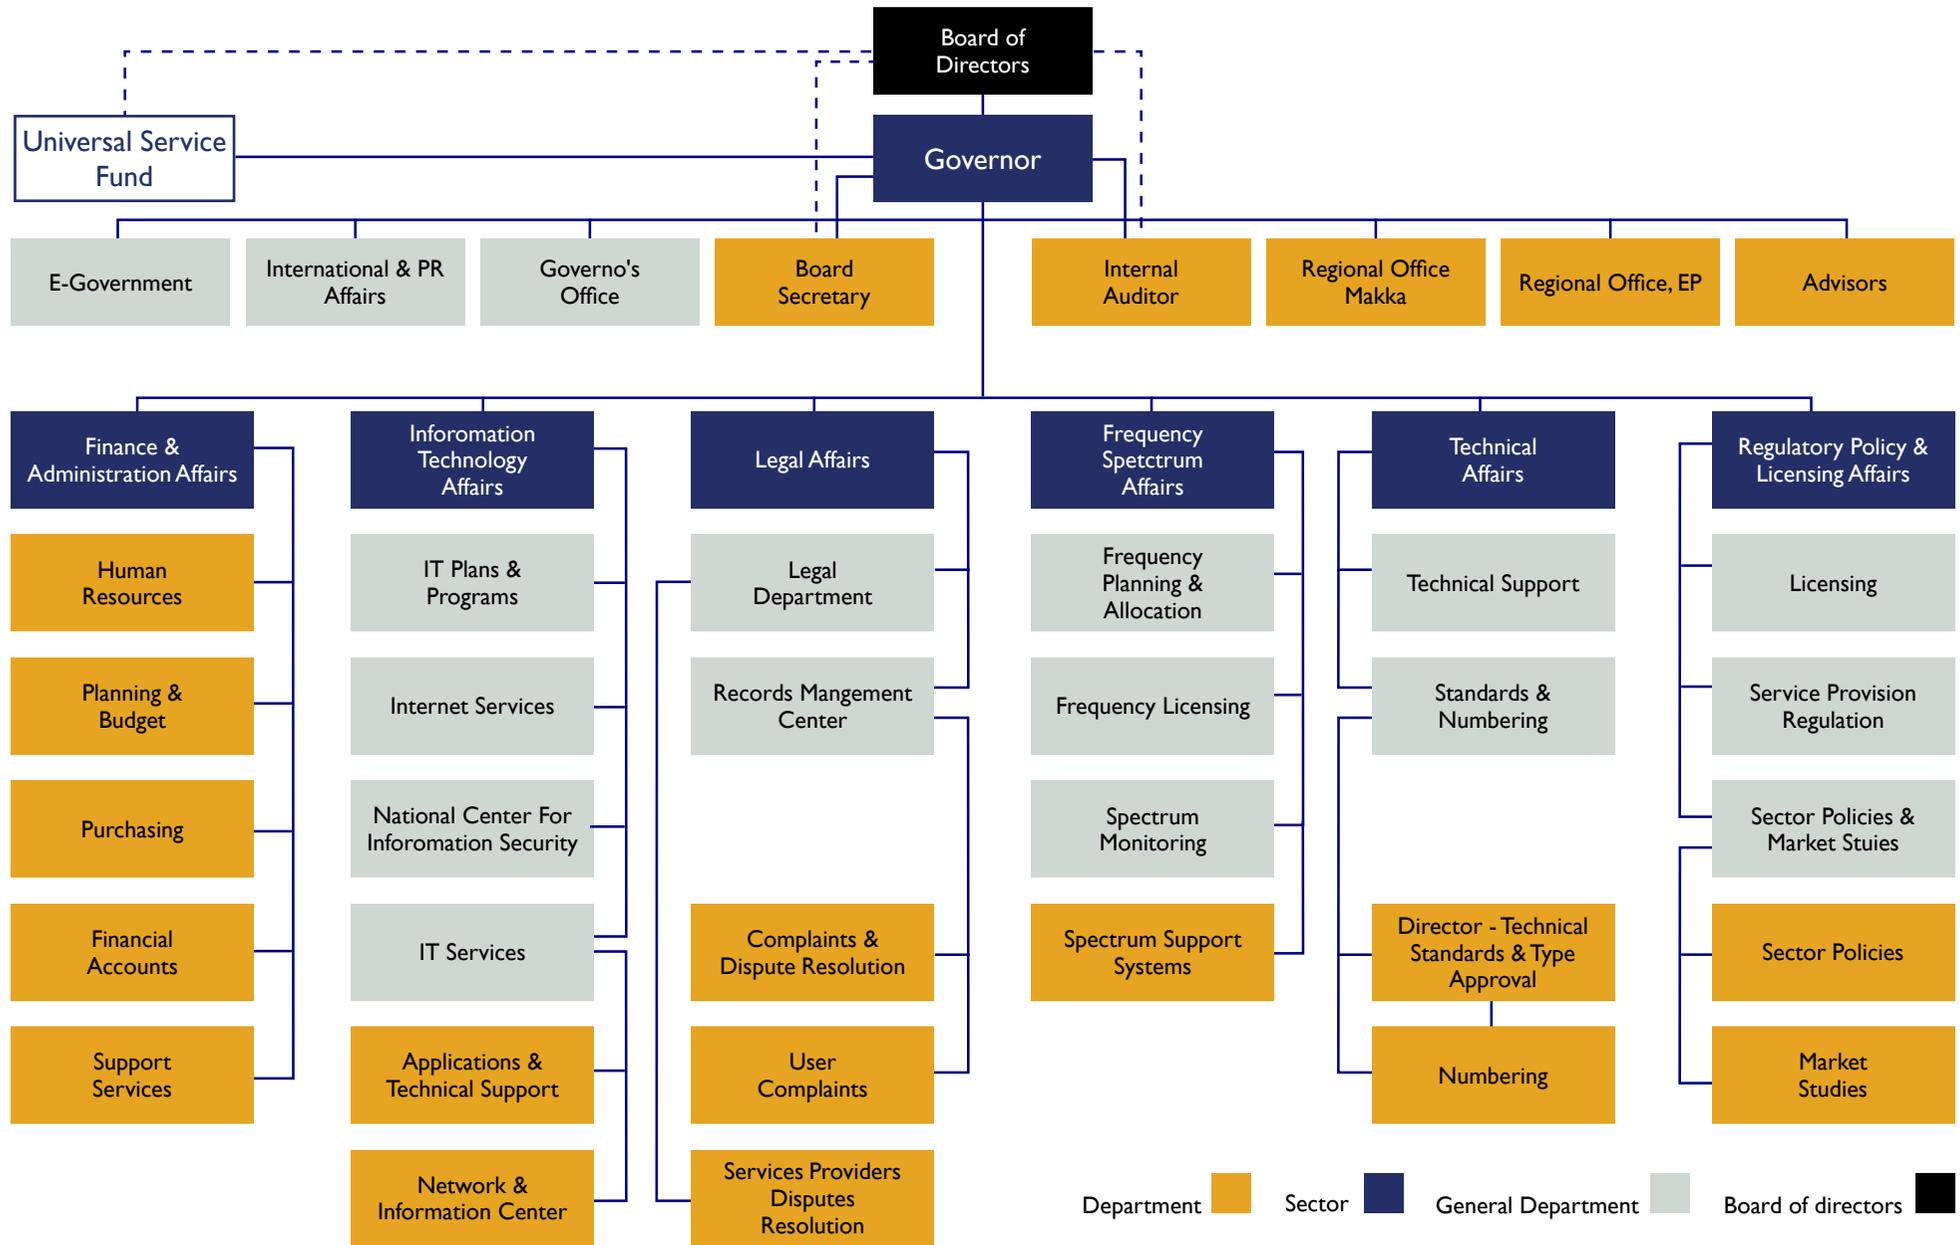 Board of
Directors
Universal Service
Fund
Governor
E-Government
International & PR
Affairs
Governo's
Office
Board
Secretary
Internal
Auditor
Regional Office
Makka
Regional Office, EP
Advisors
Finance &
Administration Affairs
Inforomation
Technology
Affairs
Legal Affairs
Frequency
Spetctrum
Affairs
Technical
Affairs
Regulatory Policy &
Licensing Affairs
Human
Resources
IT Plans &
Programs
Legal
Department
Frequency
Planning &
Allocation
Technical Support
Licensing
Planning &
Budget
Internet Services
Records Mangement
Center
Frequency Licensing
Standards &
Numbering
Service Provision
Regulation
Purchasing
National Center For
Inforomation Security
Spectrum
Monitoring
Sector Policies &
Market Stuies
Financial
Accounts
IT Services
Complaints &
Dispute Resolution
Spectrum Support
Systems
Director - Technical
Standards & Type
Approval
Sector Policies
Support
Services
Applications &
Technical Support
User
Complaints
Numbering
Market
Studies
Network &
Information Center
Services Providers
Disputes
Resolution
Department
Sector
General Department
Board of directors